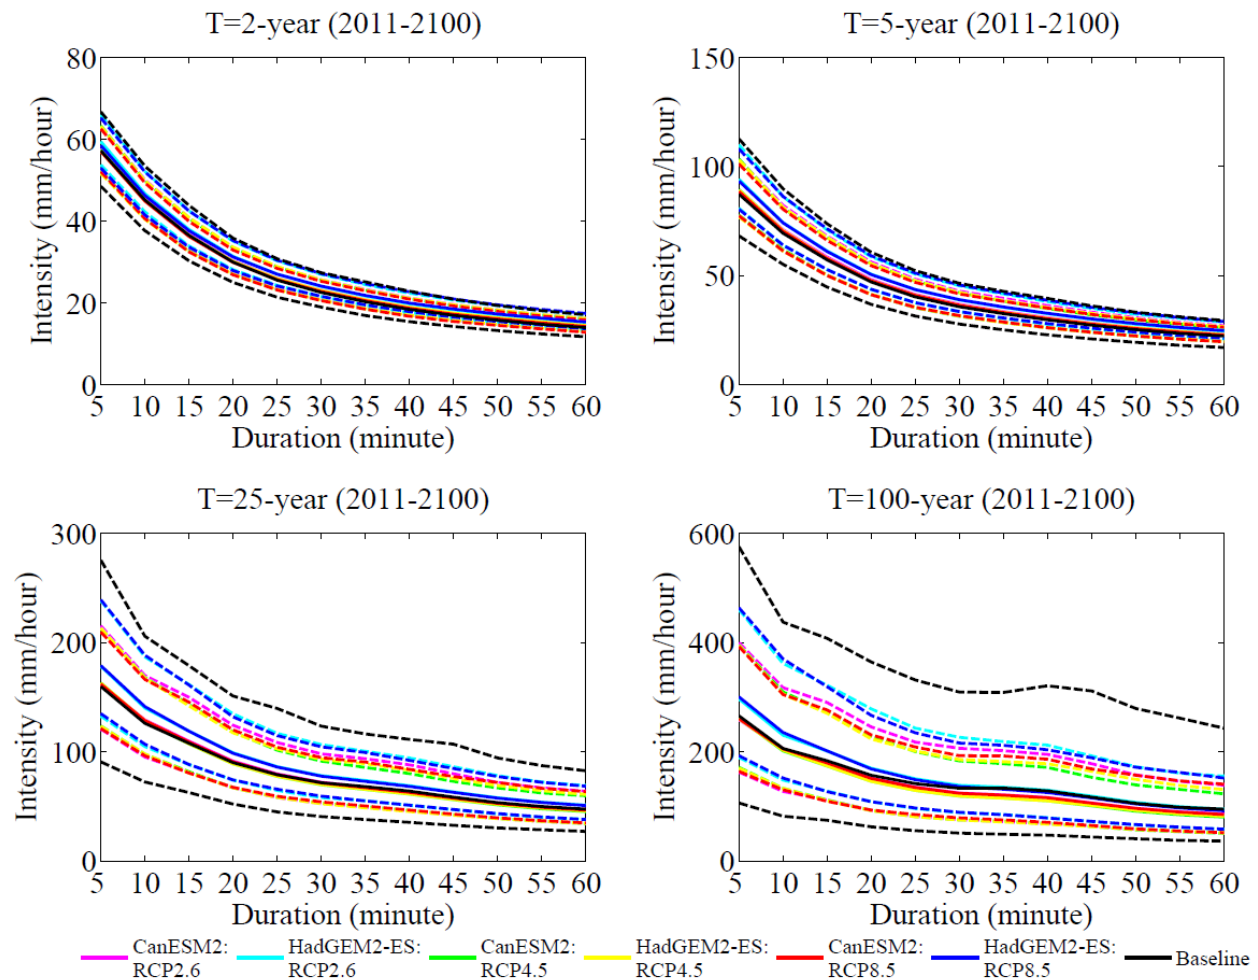 T=2-year (2011-2100)
80
60
40
20
0
Intensity (mm/hour)
5 10 15 20 25 30 35 40 45 50 55 60
Duration (minute)
T=5-year (2011-2100)
150
100
50
0
Intensity (mm/hour)
5 10 15 20 25 30 35 40 45 50 55 60
Duration (minute)
T=25-year (2011-2100)
300
200
100
0
Intensity (mm/hour)
5 10 15 20 25 30 35 40 45 50 55 60
Duration (minute)
T=100-year (2011-2100)
600
400
200
0
Intensity (mm/hour)
5 10 15 20 25 30 35 40 45 50 55 60
Duration (minute)
CanESM2:
RCP2.6
HadGEM2-ES:
RCP2.6
CanESM2:
RCP4.5
HadGEM2-ES:
RCP4.5
CanESM2:
RCP8.5
HadGEM2-ES:
RCP8.5
Baseline